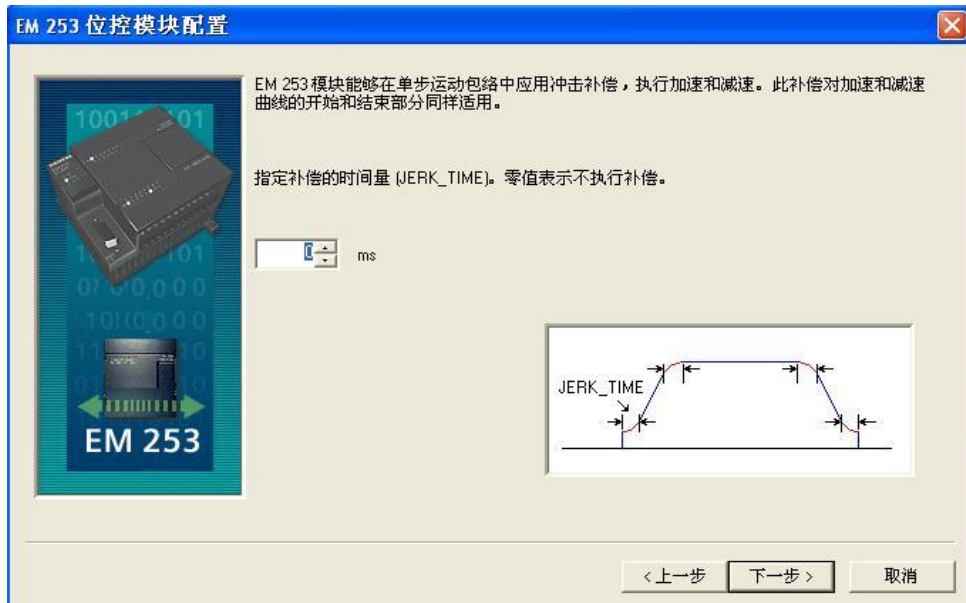 EM 253 位控模块配置
EM 253 模块能够在单步运动包络中应用冲击补偿，执行加速和减速。此补偿对加速和减速
曲线的开始和结束部分同样适用。
指定补偿的时间量 (JERK_TIME)。零值表示不执行补偿。
0 ms
JERK_TIME
EM 253
<上一步 下一步> 取消